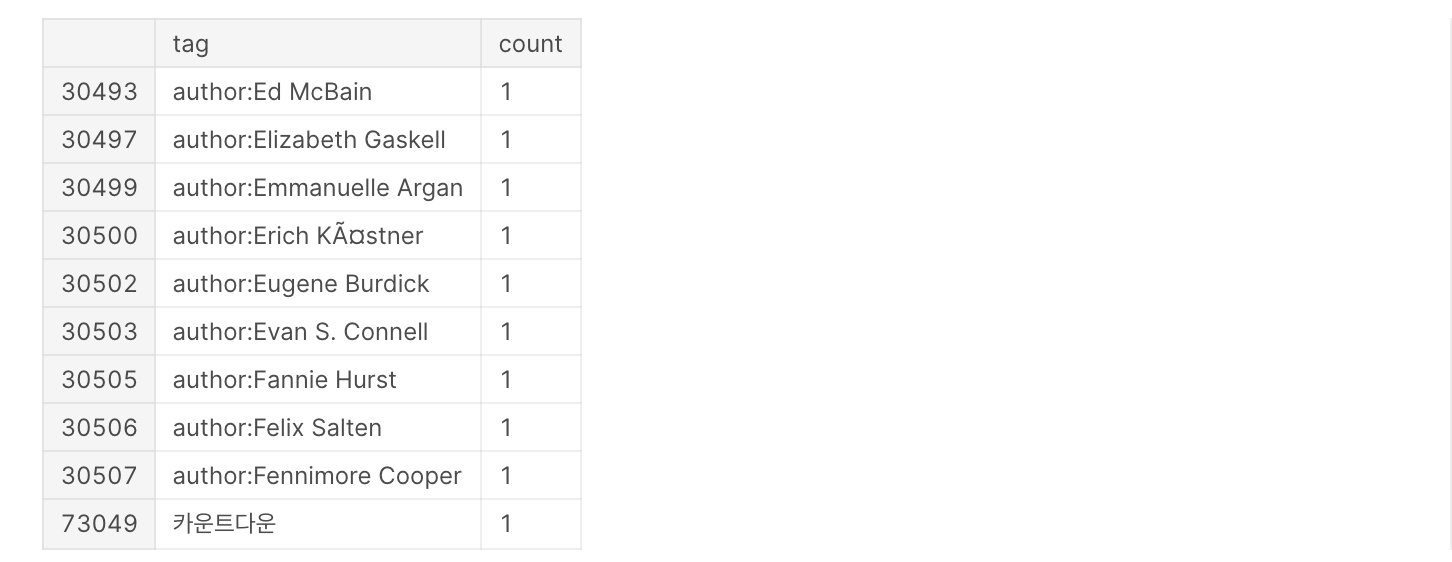 tag count
30493 author:Ed McBain 1
30497 author:Elizabeth Gaskell 1
30499 author:Emmanuelle Argan 1
30500 author:Erich KÃ¤stner 1
30502 author:Eugene Burdick 1
30503 author:Evan S. Connell 1
30505 author:Fannie Hurst 1
30506 author:Felix Salten 1
30507 author:Fennimore Cooper 1
73049 카운트다운 1